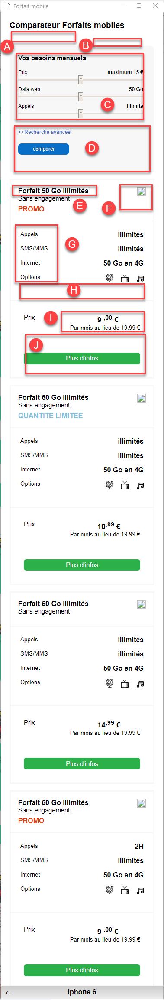 Forfait mobile
Comparateur Forfaits mobiles
A
B
Vos besoins mensuels
Prix maximum 15 €
Data web 50 Go
C
Appels Illimité
>>Recherche avancée
comparer
D
Forfait 50 Go illimités
Sans engagement
E
F
PROMO
Appels illimités
G
SMS/MMS illimités
Internet 50 Go en 4G
Options
H
Prix
I
9 ,00 €
Par mois au lieu de 19.99 €
J
Plus d'infos
Forfait 50 Go illimités
Sans engagement
QUANTITE LIMITEE
Appels illimités
SMS/MMS illimités
Internet 50 Go en 4G
Options
Prix 10,99 €
Par mois au lieu de 19.99 €
Plus d'infos
Forfait 50 Go illimités
Sans engagement
Appels illimités
SMS/MMS illimités
Internet 50 Go en 4G
Options
Prix 14,99 €
Par mois au lieu de 19.99 €
Plus d'infos
Forfait 50 Go illimités
Sans engagement
PROMO
Appels 2H
SMS/MMS illimités
Internet 50 Go en 4G
Options
Prix 9 ,00 €
Par mois au lieu de 19.99 €
Plus d'infos
← Iphone 6